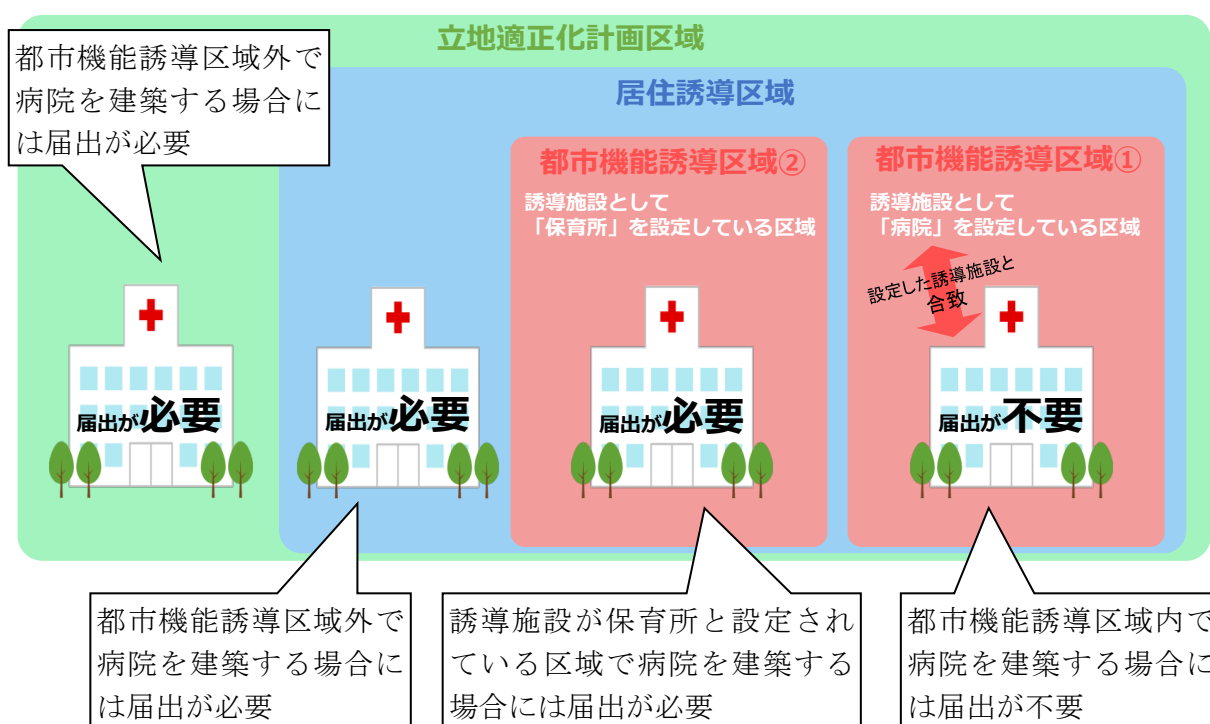 立地適正化計画区域
都市機能誘導区域外で
病院を建築する場合に
は届出が必要
居住誘導区域
都市機能誘導区域②
誘導施設として
「保育所」を設定している区域
都市機能誘導区域①
誘導施設として
「病院」を設定している区域
設定した誘導施設と
合致
届出が必要
届出が必要
届出が必要
届出が不要
都市機能誘導区域外で
病院を建築する場合に
は届出が必要
誘導施設が保育所と設定され
ている区域で病院を建築する
場合には届出が必要
都市機能誘導区域内で
病院を建築する場合に
は届出が不要